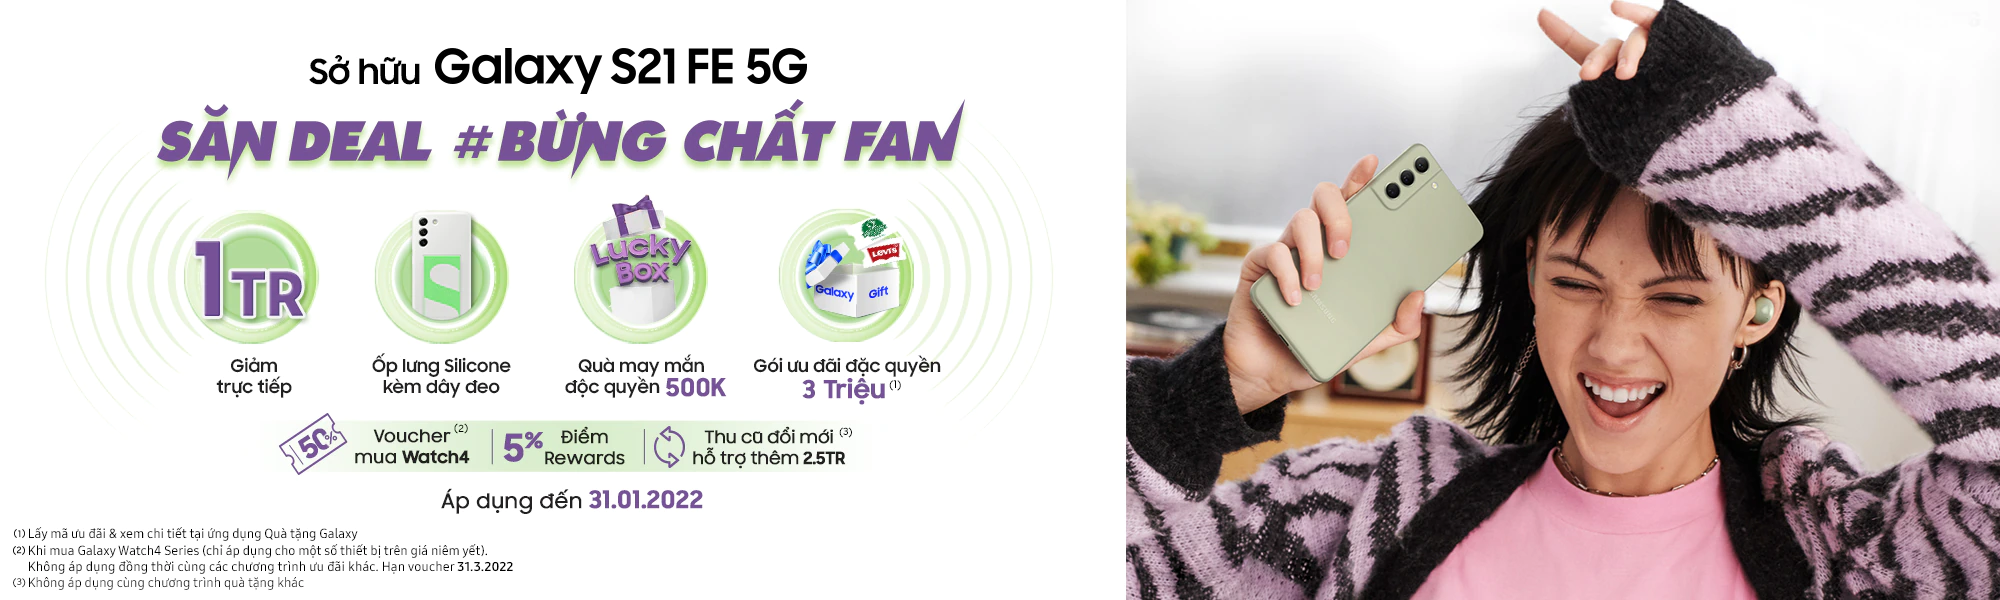 Sở hữu Galaxy S21 FE 5G
SĂN DEAL #BỪNG CHẤT FAN
1TR
Giảm
trực tiếp
S
Ốp lưng Silicone
kèm dây đeo
Lucky
Box
Quà may mắn
độc quyền 500K
Levi's
Galaxy Gift
Gói ưu đãi đặc quyền
3 Triệu (1)
50%
Voucher (2)
mua Watch4
5% Điểm
Rewards
Thu cũ đổi mới (3)
hỗ trợ thêm 2.5TR
Áp dụng đến 31.01.2022
(1) Lấy mã ưu đãi & xem chi tiết tại ứng dụng Quà tặng Galaxy
(2) Khi mua Galaxy Watch4 Series (chỉ áp dụng cho một số thiết bị trên giá niêm yết).
Không áp dụng đồng thời cùng các chương trình ưu đãi khác. Hạn voucher 31.3.2022
(3) Không áp dụng cùng chương trình quà tặng khác
SAMSUNG